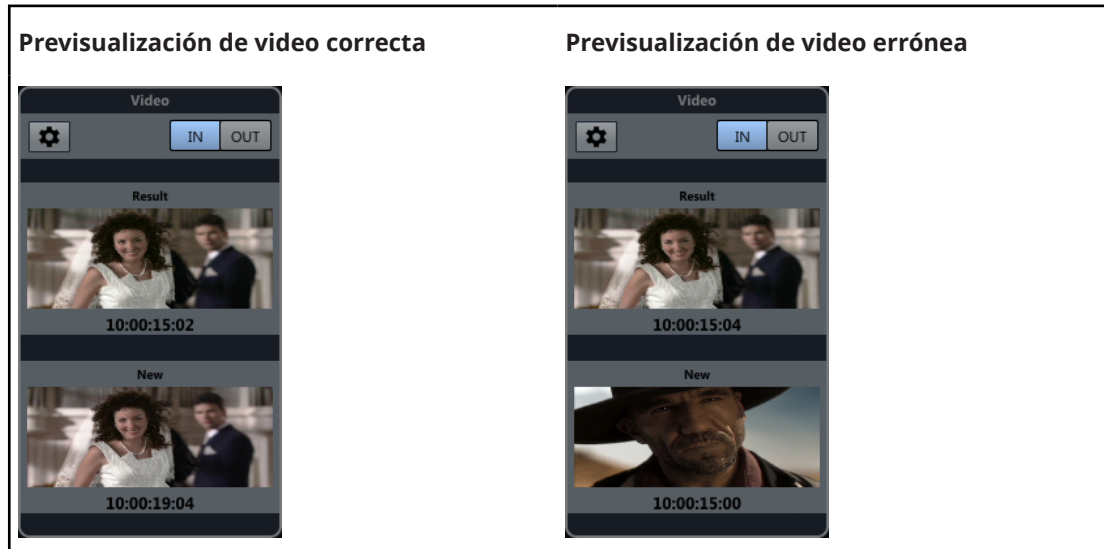 Previsualización de video correcta
Video
IN OUT
Result
10:00:15:02
New
10:00:19:04
Previsualización de video errónea
Video
IN OUT
Result
10:00:15:04
New
10:00:15:00